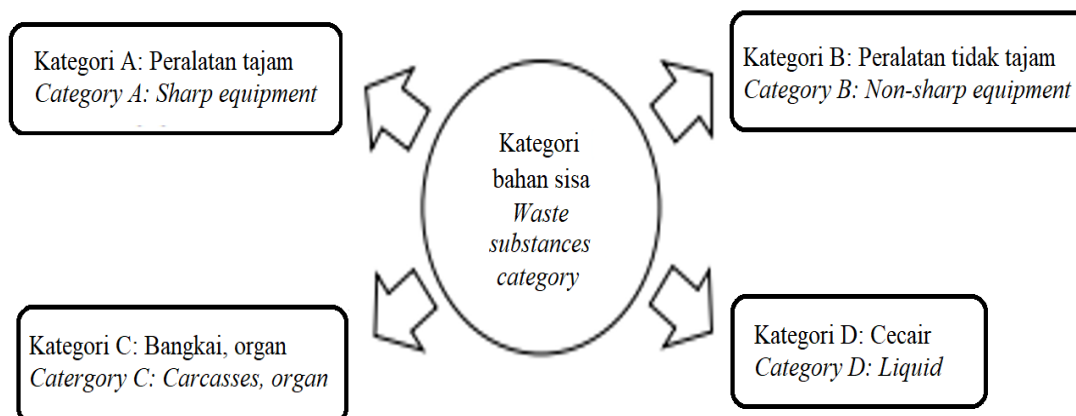 Kategori A: Peralatan tajam
Category A: Sharp equipment
Kategori B: Peralatan tidak tajam
Category B: Non-sharp equipment
Kategori
bahan sisa
Waste
substances
category
Kategori C: Bangkai, organ
Catergory C: Carcasses, organ
Kategori D: Cecair
Category D: Liquid